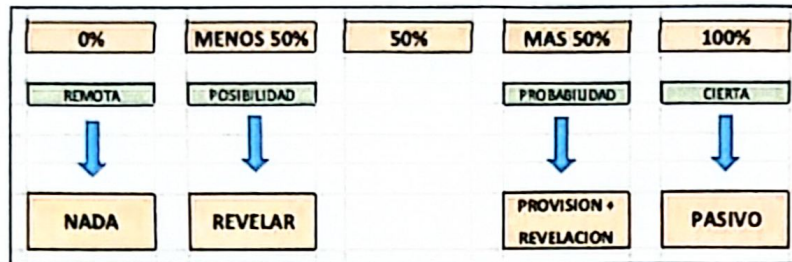 0% MENOS 50% 50% MAS 50% 100%
REMOTA POSIBILIDAD PROBABILIDAD CIERTA
NADA REVELAR PROVISION + REVELACION PASIVO